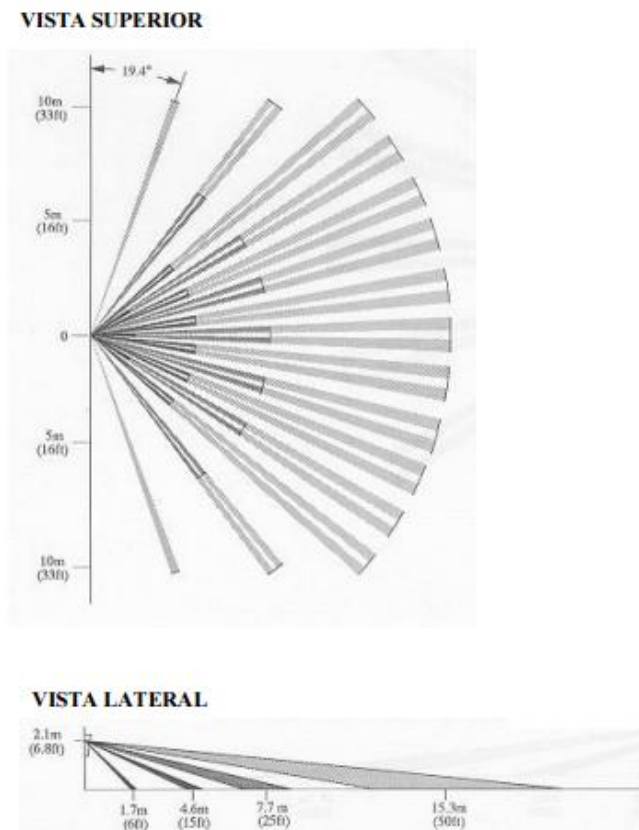 VISTA SUPERIOR
19.4°
10m
(33ft)
5m
(16ft)
0
5m
(16ft)
10m
(33ft)
VISTA LATERAL
2.1m
(6.8ft)
1.7m
(6ft)
4.6m
(15ft)
7.7m
(25ft)
15.3m
(50ft)